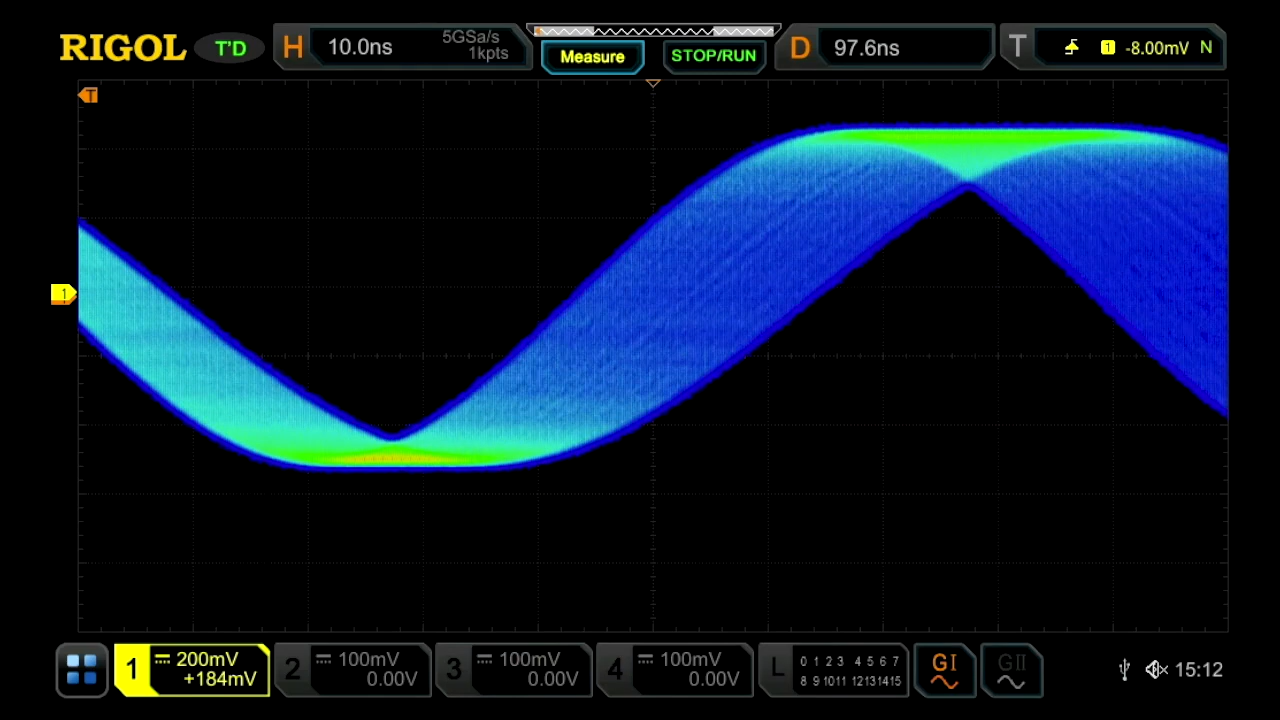 RIGOL T'D H 10.0ns 5GSa/s 1kpts Measure STOP/RUN D 97.6ns T 1 -8.00mV N
T
1
1 200mV +184mV 2 100mV 0.00V 3 100mV 0.00V 4 100mV 0.00V L 0 1 2 3 4 5 6 7 GI GII 15:12
8 9 10 11 12 13 14 15